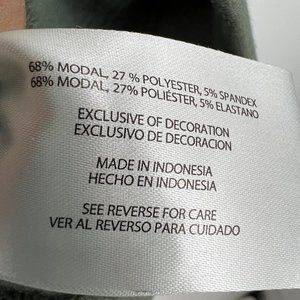 68% MODAL, 27 % POLYESTER, 5% SPANDEX
68% MODAL, 27% POLIÉSTER, 5% ELASTANO
EXCLUSIVE OF DECORATION
EXCLUSIVO DE DECORACION
MADE IN INDONESIA
HECHO EN INDONESIA
SEE REVERSE FOR CARE
VER AL REVERSO PARA CUIDADO